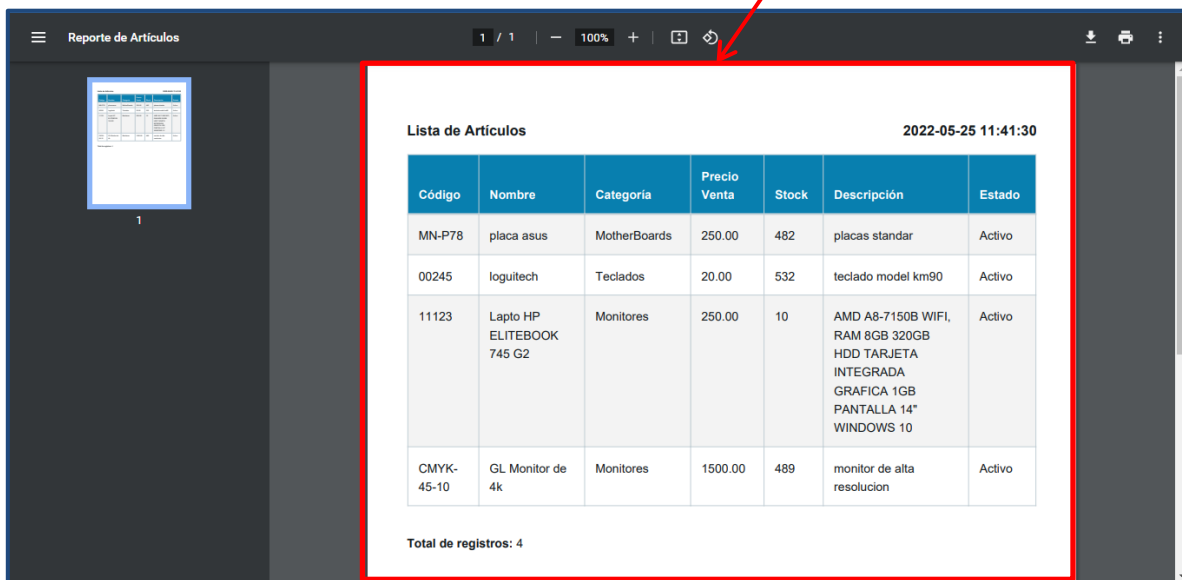 Reporte de Artículos
1 / 1 | − 100% + |
1
Lista de Artículos 2022-05-25 11:41:30
Código Nombre Categoría Precio Venta Stock Descripción Estado
MN-P78 placa asus MotherBoards 250.00 482 placas standar Activo
00245 loguitech Teclados 20.00 532 teclado model km90 Activo
11123 Lapto HP Monitores 250.00 10 AMD A8-7150B WIFI, Activo
ELITEBOOK RAM 8GB 320GB
745 G2 HDD TARJETA
INTEGRADA
GRAFICA 1GB
PANTALLA 14"
WINDOWS 10
CMYK- GL Monitor de Monitores 1500.00 489 monitor de alta Activo
45-10 4k resolucion
Total de registros: 4